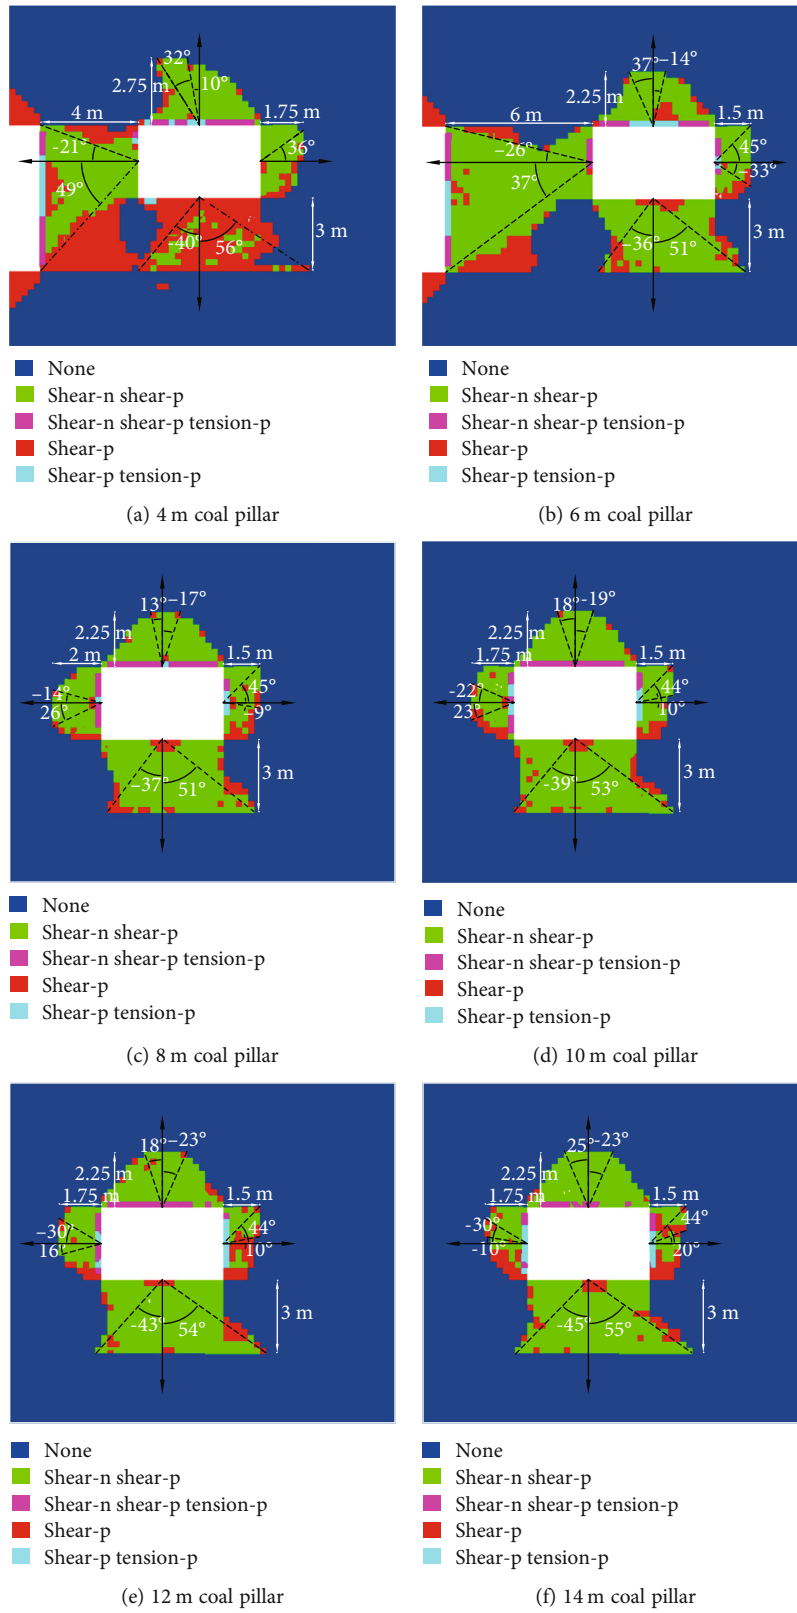 32°
2.75 m
10°
4 m
1.75 m
-21°
36°
49°
3 m
-40°
56°
None
Shear-n shear-p
Shear-n shear-p tension-p
Shear-p
Shear-p tension-p
(a) 4 m coal pillar
37°
–14°
2.25 m
6 m
1.5 m
–26°
45°
–33°
37°
3 m
–36°
51°
None
Shear-n shear-p
Shear-n shear-p tension-p
Shear-p
Shear-p tension-p
(b) 6 m coal pillar
13°
–17°
2.25 m
2 m
1.5 m
–14°
45°
26°
–9°
3 m
–37°
51°
None
Shear-n shear-p
Shear-n shear-p tension-p
Shear-p
Shear-p tension-p
(c) 8 m coal pillar
18°
–19°
2.25 m
1.75 m
1.5 m
-22°
44°
23°
10°
3 m
-39°
53°
None
Shear-n shear-p
Shear-n shear-p tension-p
Shear-p
Shear-p tension-p
(d) 10 m coal pillar
18°
–23°
2.25 m
1.75 m
1.5 m
–30°
44°
16°
10°
3 m
-43°
54°
None
Shear-n shear-p
Shear-n shear-p tension-p
Shear-p
Shear-p tension-p
(e) 12 m coal pillar
25°
–23°
2.25 m
1.75 m
1.5 m
-30°
44°
-10°
20°
3 m
-45°
55°
None
Shear-n shear-p
Shear-n shear-p tension-p
Shear-p
Shear-p tension-p
(f) 14 m coal pillar